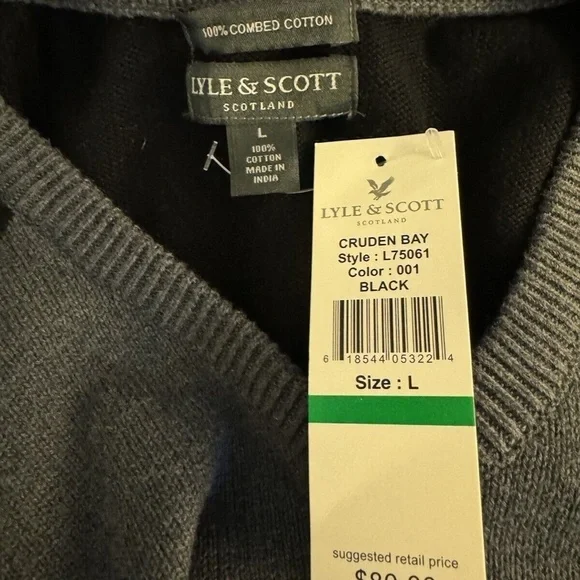 100% COMBED COTTON
LYLE & SCOTT
SCOTLAND
L
100%
COTTON
MADE IN
INDIA
LYLE & SCOTT
SCOTLAND
CRUDEN BAY
Style : L75061
Color : 001
BLACK
6 18544 05322 4
Size : L
suggested retail price